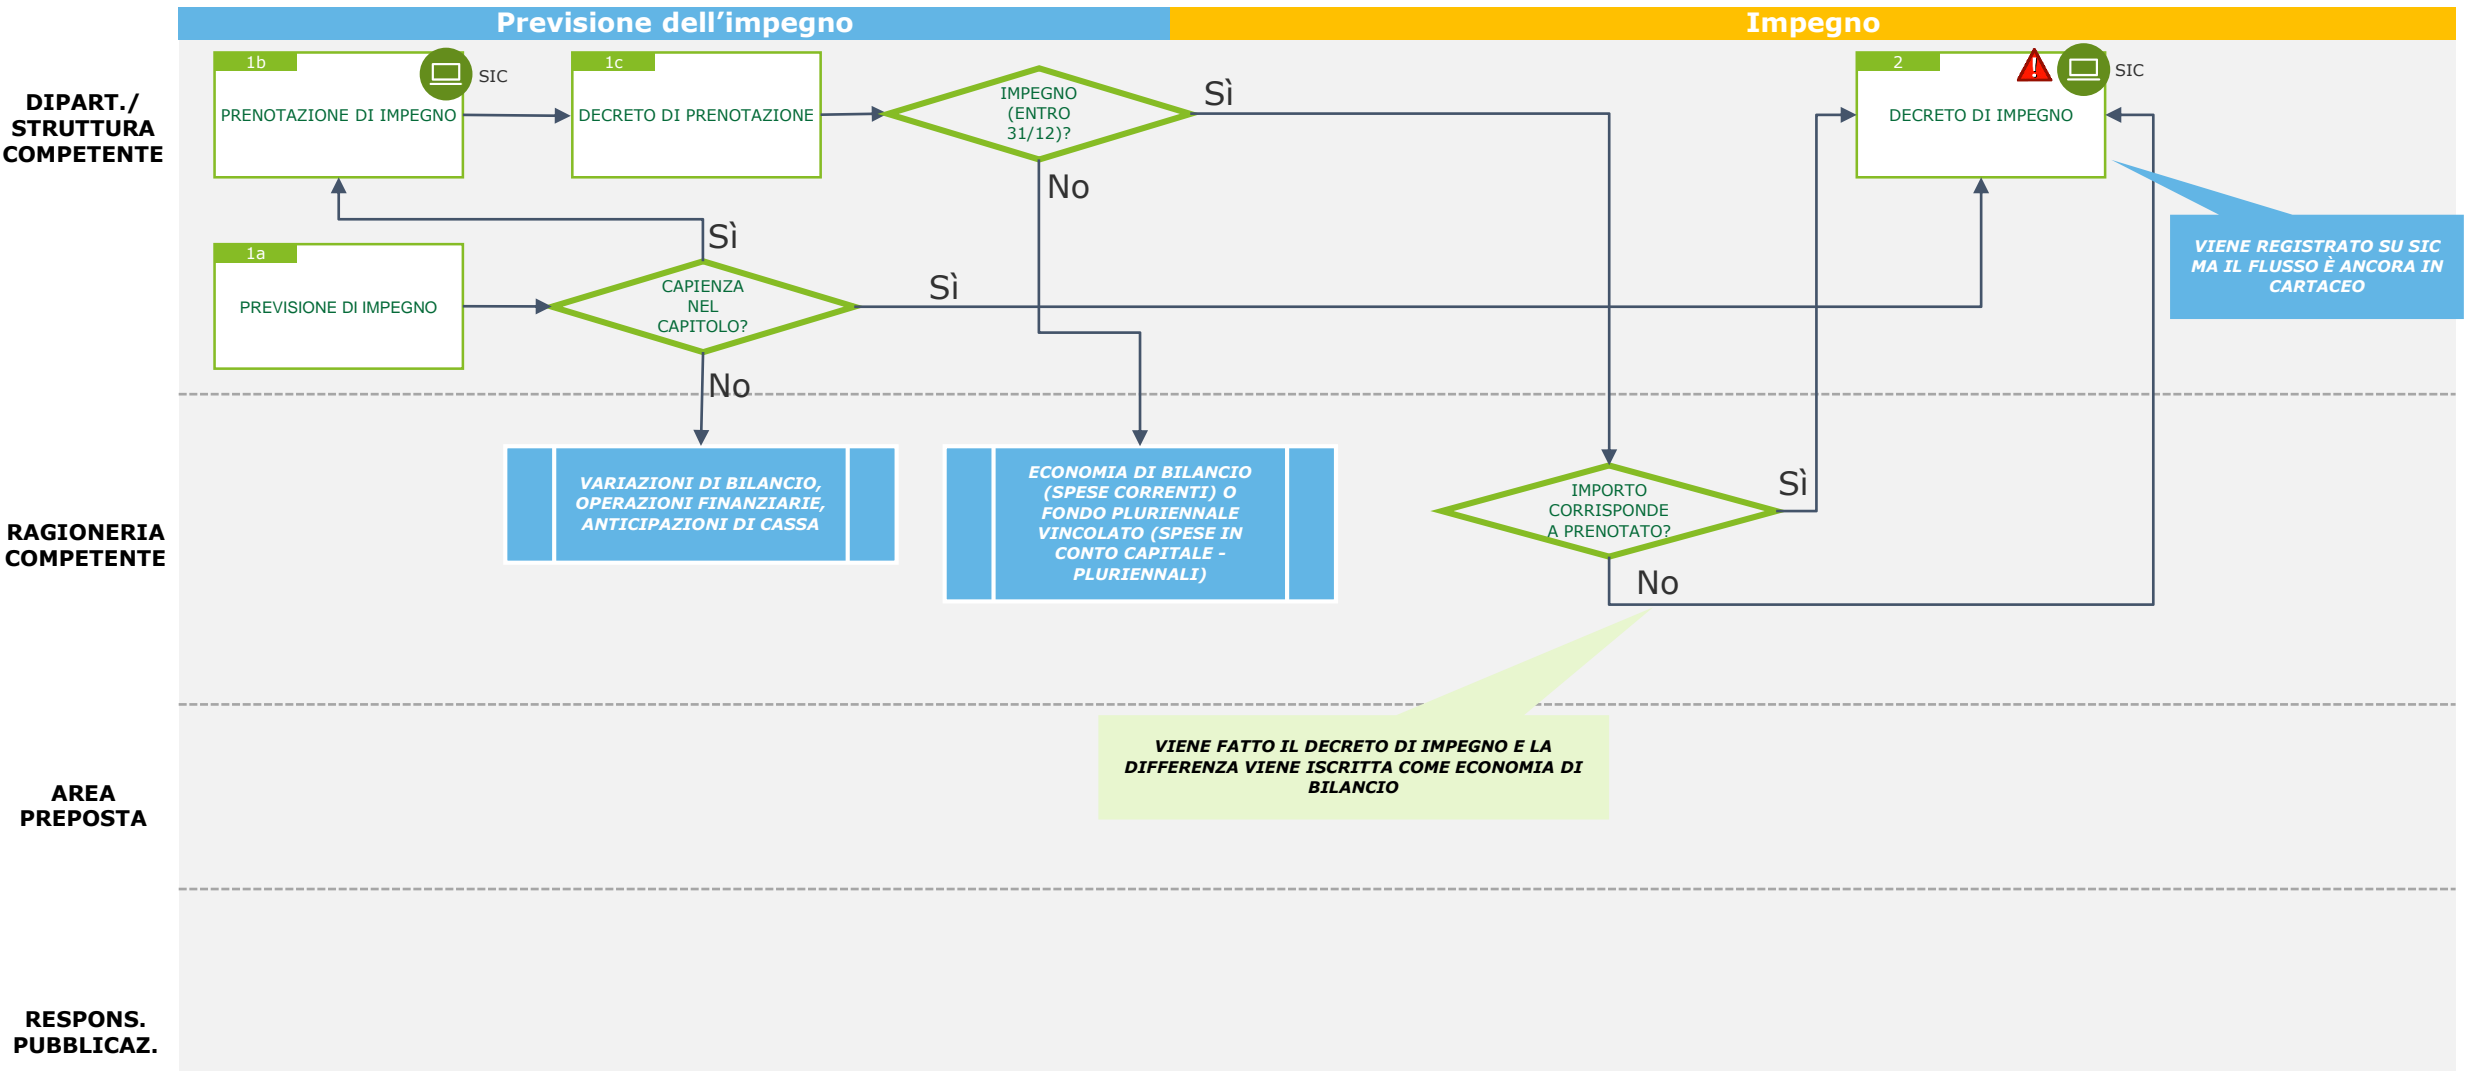 Previsione dell’impegno
Impegno
DIPART./
STRUTTURA
COMPETENTE
1b
SIC
PRENOTAZIONE DI IMPEGNO
1c
DECRETO DI PRENOTAZIONE
IMPEGNO
(ENTRO
31/12)?
Sì
No
2
SIC
DECRETO DI IMPEGNO
VIENE REGISTRATO SU SIC
MA IL FLUSSO È ANCORA IN
CARTACEO
1a
PREVISIONE DI IMPEGNO
Sì
CAPIENZA
NEL
CAPITOLO?
Sì
No
RAGIONERIA
COMPETENTE
VARIAZIONI DI BILANCIO,
OPERAZIONI FINANZIARIE,
ANTICIPAZIONI DI CASSA
ECONOMIA DI BILANCIO
(SPESE CORRENTI) O
FONDO PLURIENNALE
VINCOLATO (SPESE IN
CONTO CAPITALE -
PLURIENNALI)
IMPORTO
CORRISPONDE
A PRENOTATO?
Sì
No
AREA
PREPOSTA
VIENE FATTO IL DECRETO DI IMPEGNO E LA
DIFFERENZA VIENE ISCRITTA COME ECONOMIA DI
BILANCIO
RESPONS.
PUBBLICAZ.